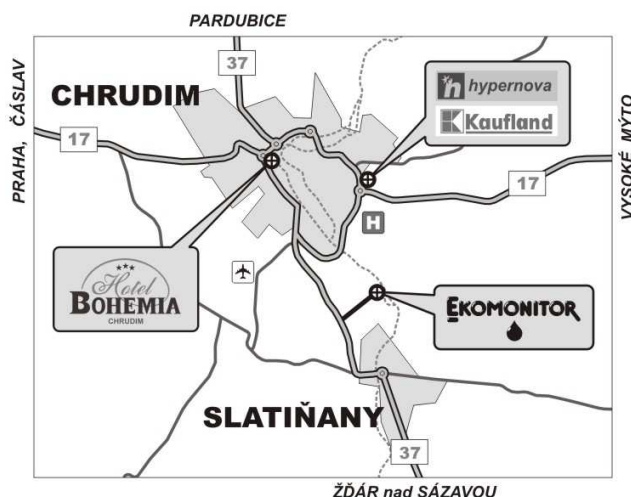 PARDUBICE
37
CHRUDIM
hypernova
K Kaufland
PRAHA, ČÁSLAV
17
VYSOKÉ MÝTO
17
H
Hotel
BOHEMIA
CHRUDIM
EKOMONITOR
SLATIŇANY
37
ŽĎÁR nad SÁZAVOU